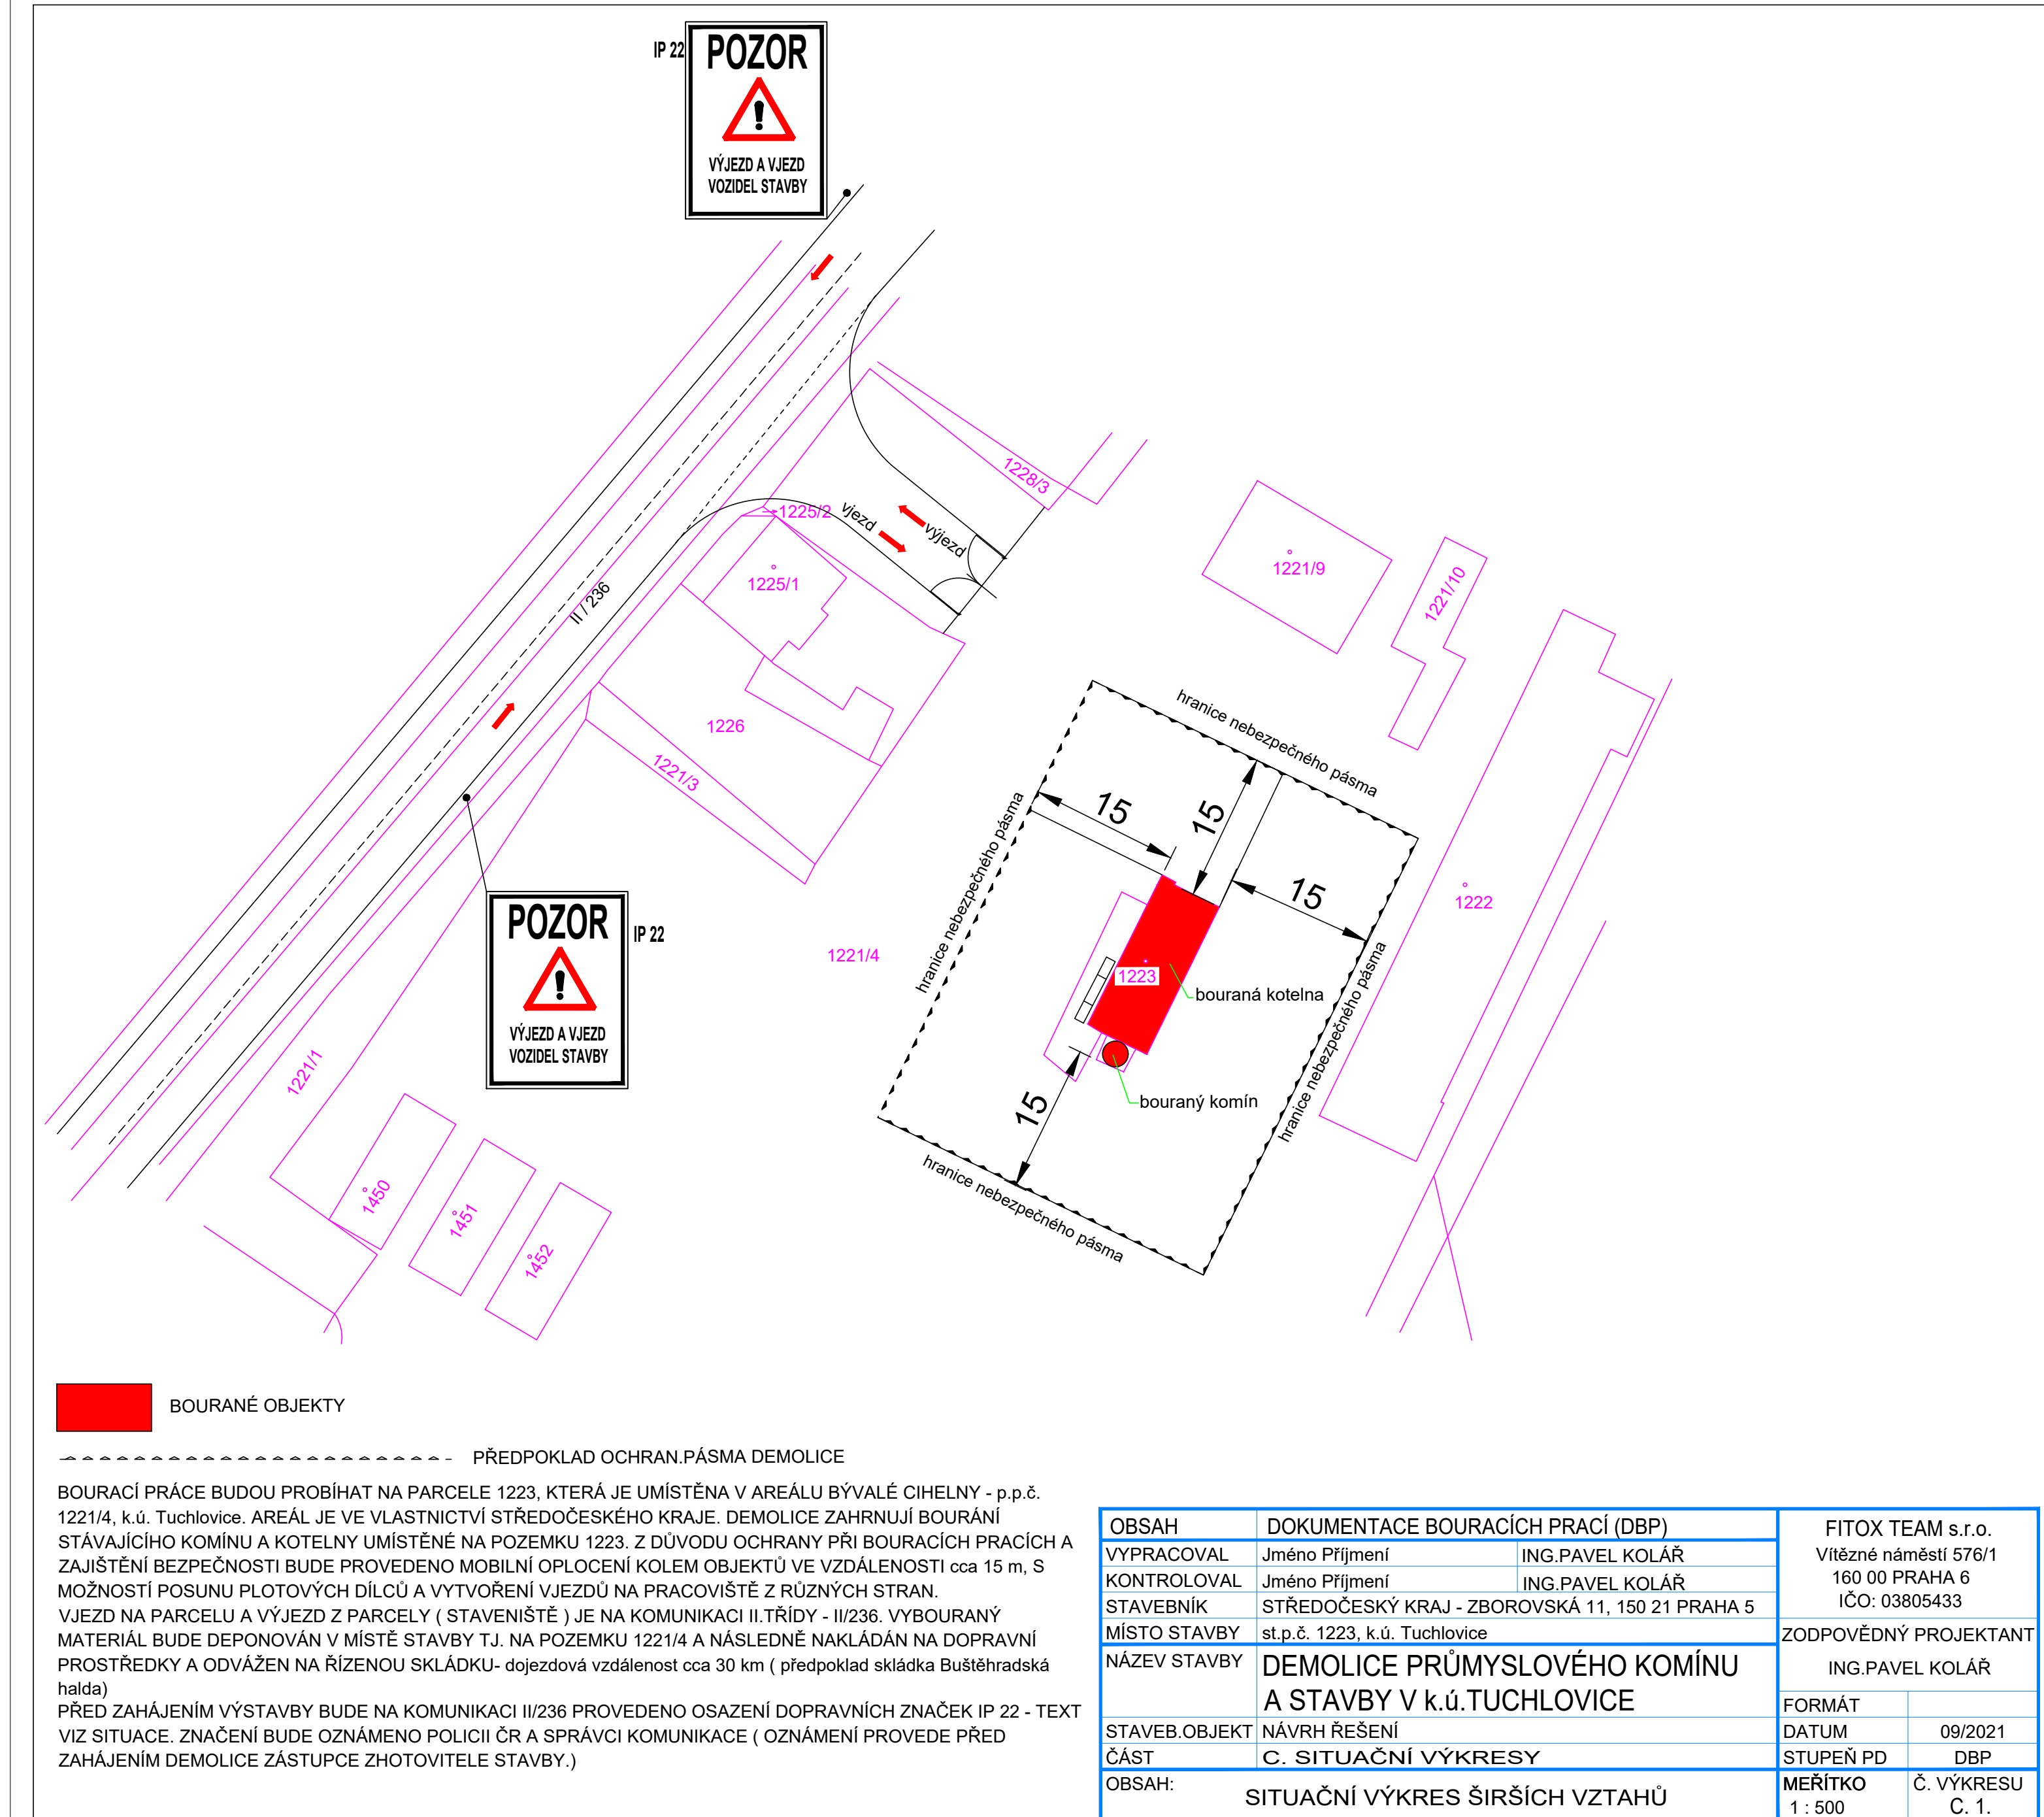 IP 22
POZOR
VÝJEZD A VJEZD
VOZIDEL STAVBY
1228/3
1225/2
vjezd
výjezd
1225/1
1221/9
1221/10
II / 236
1226
1221/3
hranice nebezpečného pásma
hranice nebezpečného pásma
15
15
15
1222
POZOR
IP 22
VÝJEZD A VJEZD
VOZIDEL STAVBY
1221/4
1223
bouraná kotelna
hranice nebezpečného pásma
bouraný komín
15
hranice nebezpečného pásma
1221/1
1450
1451
1452
BOURANÉ OBJEKTY
PŘEDPOKLAD OCHRAN.PÁSMA DEMOLICE
BOURACÍ PRÁCE BUDOU PROBÍHAT NA PARCELE 1223, KTERÁ JE UMÍSTĚNA V AREÁLU BÝVALÉ CIHELNY - p.p.č.
1221/4, k.ú. Tuchlovice. AREÁL JE VE VLASTNICTVÍ STŘEDOČESKÉHO KRAJE. DEMOLICE ZAHRNUJÍ BOURÁNÍ
STÁVAJÍCÍHO KOMÍNU A KOTELNY UMÍSTĚNÉ NA POZEMKU 1223. Z DŮVODU OCHRANY PŘI BOURACÍCH PRACÍCH A
ZAJIŠTĚNÍ BEZPEČNOSTI BUDE PROVEDENO MOBILNÍ OPLOCENÍ KOLEM OBJEKTŮ VE VZDÁLENOSTI cca 15 m, S
MOŽNOSTÍ POSUNU PLOTOVÝCH DÍLCŮ A VYTVOŘENÍ VJEZDŮ NA PRACOVIŠTĚ Z RŮZNÝCH STRAN.
VJEZD NA PARCELU A VÝJEZD Z PARCELY ( STAVENIŠTĚ ) JE NA KOMUNIKACI II.TŘÍDY - II/236. VYBOURANÝ
MATERIÁL BUDE DEPONOVÁN V MÍSTĚ STAVBY TJ. NA POZEMKU 1221/4 A NÁSLEDNĚ NAKLÁDÁN NA DOPRAVNÍ
PROSTŘEDKY A ODVÁŽEN NA ŘÍZENOU SKLÁDKU- dojezdová vzdálenost cca 30 km ( předpoklad skládka Buštěhradská
halda)
PŘED ZAHÁJENÍM VÝSTAVBY BUDE NA KOMUNIKACI II/236 PROVEDENO OSAZENÍ DOPRAVNÍCH ZNAČEK IP 22 - TEXT
VIZ SITUACE. ZNAČENÍ BUDE OZNÁMENO POLICII ČR A SPRÁVCI KOMUNIKACE ( OZNÁMENÍ PROVEDE PŘED
ZAHÁJENÍM DEMOLICE ZÁSTUPCE ZHOTOVITELE STAVBY.)
OBSAH DOKUMENTACE BOURACÍCH PRACÍ (DBP)
VYPRACOVAL Jméno Příjmení ING.PAVEL KOLÁŘ
KONTROLOVAL Jméno Příjmení ING.PAVEL KOLÁŘ
STAVEBNÍK STŘEDOČESKÝ KRAJ - ZBOROVSKÁ 11, 150 21 PRAHA 5
MÍSTO STAVBY st.p.č. 1223, k.ú. Tuchlovice
NÁZEV STAVBY DEMOLICE PRŮMYSLOVÉHO KOMÍNU
A STAVBY V k.ú.TUCHLOVICE
STAVEB.OBJEKT NÁVRH ŘEŠENÍ
ČÁST C. SITUAČNÍ VÝKRESY
OBSAH: SITUAČNÍ VÝKRES ŠIRŠÍCH VZTAHŮ
FITOX TEAM s.r.o.
Vítězné náměstí 576/1
160 00 PRAHA 6
IČO: 03805433
ZODPOVĚDNÝ PROJEKTANT
ING.PAVEL KOLÁŘ
FORMÁT
DATUM 09/2021
STUPEŇ PD DBP
MEŘÍTKO Č. VÝKRESU
1 : 500 C. 1.